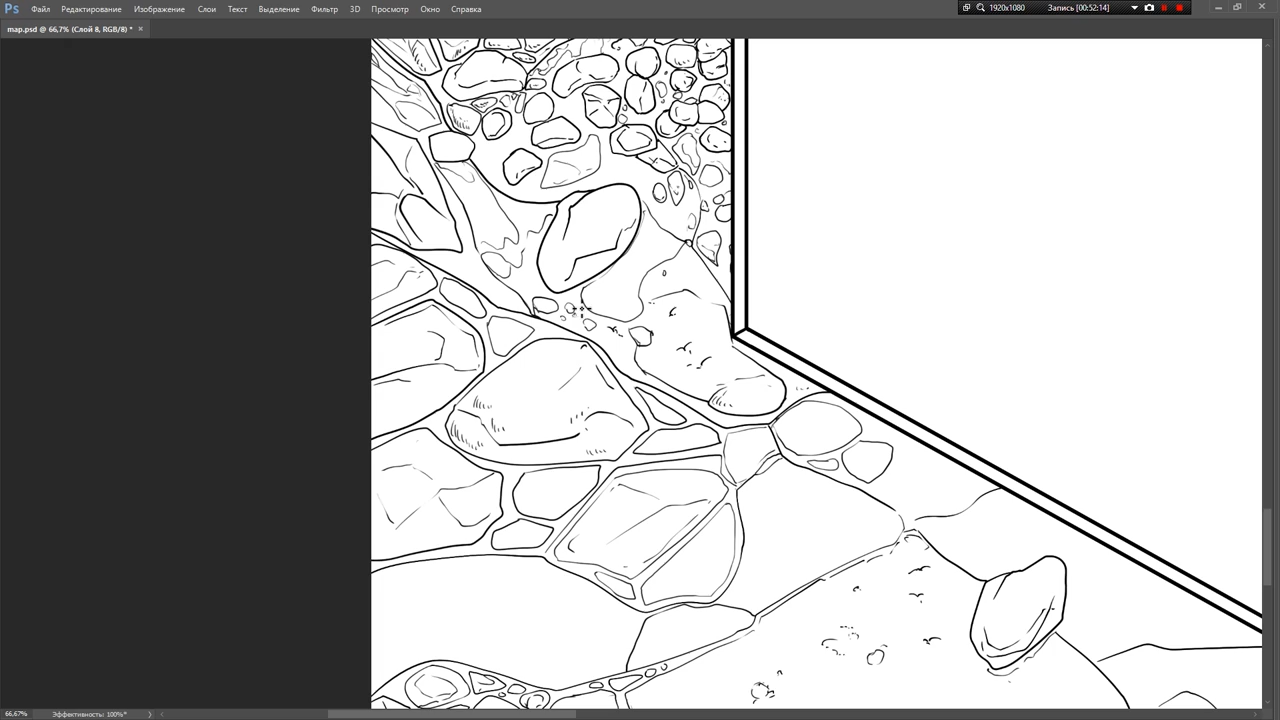 Ps Файл Редактирование Изображение Слои Текст Выделение Фильтр 3D Просмотр Окно Справка 1920x1080 Запись [00:52:14]
map.psd @ 66,7% (Слой 8, RGB/8) * ×
66,67% Эффективность: 100%*